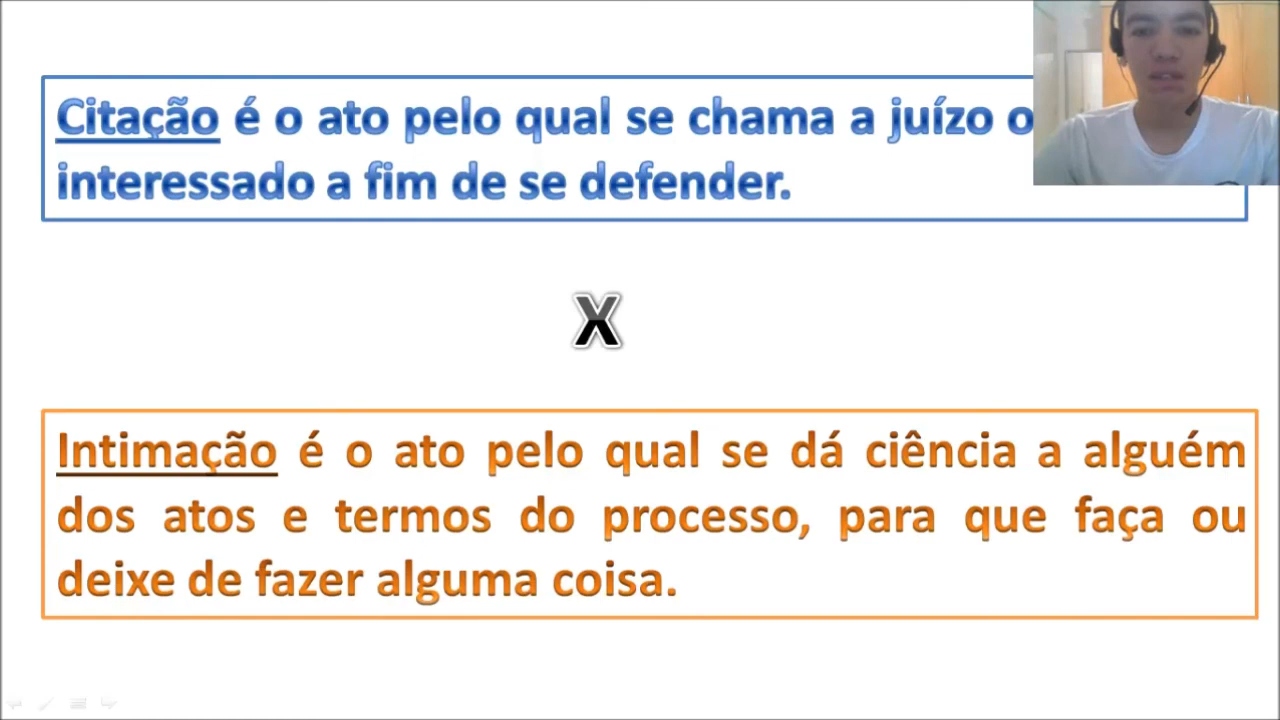 Citação é o ato pelo qual se chama a juízo o
interessado a fim de se defender.
X
Intimação é o ato pelo qual se dá ciência a alguém
dos atos e termos do processo, para que faça ou
deixe de fazer alguma coisa.